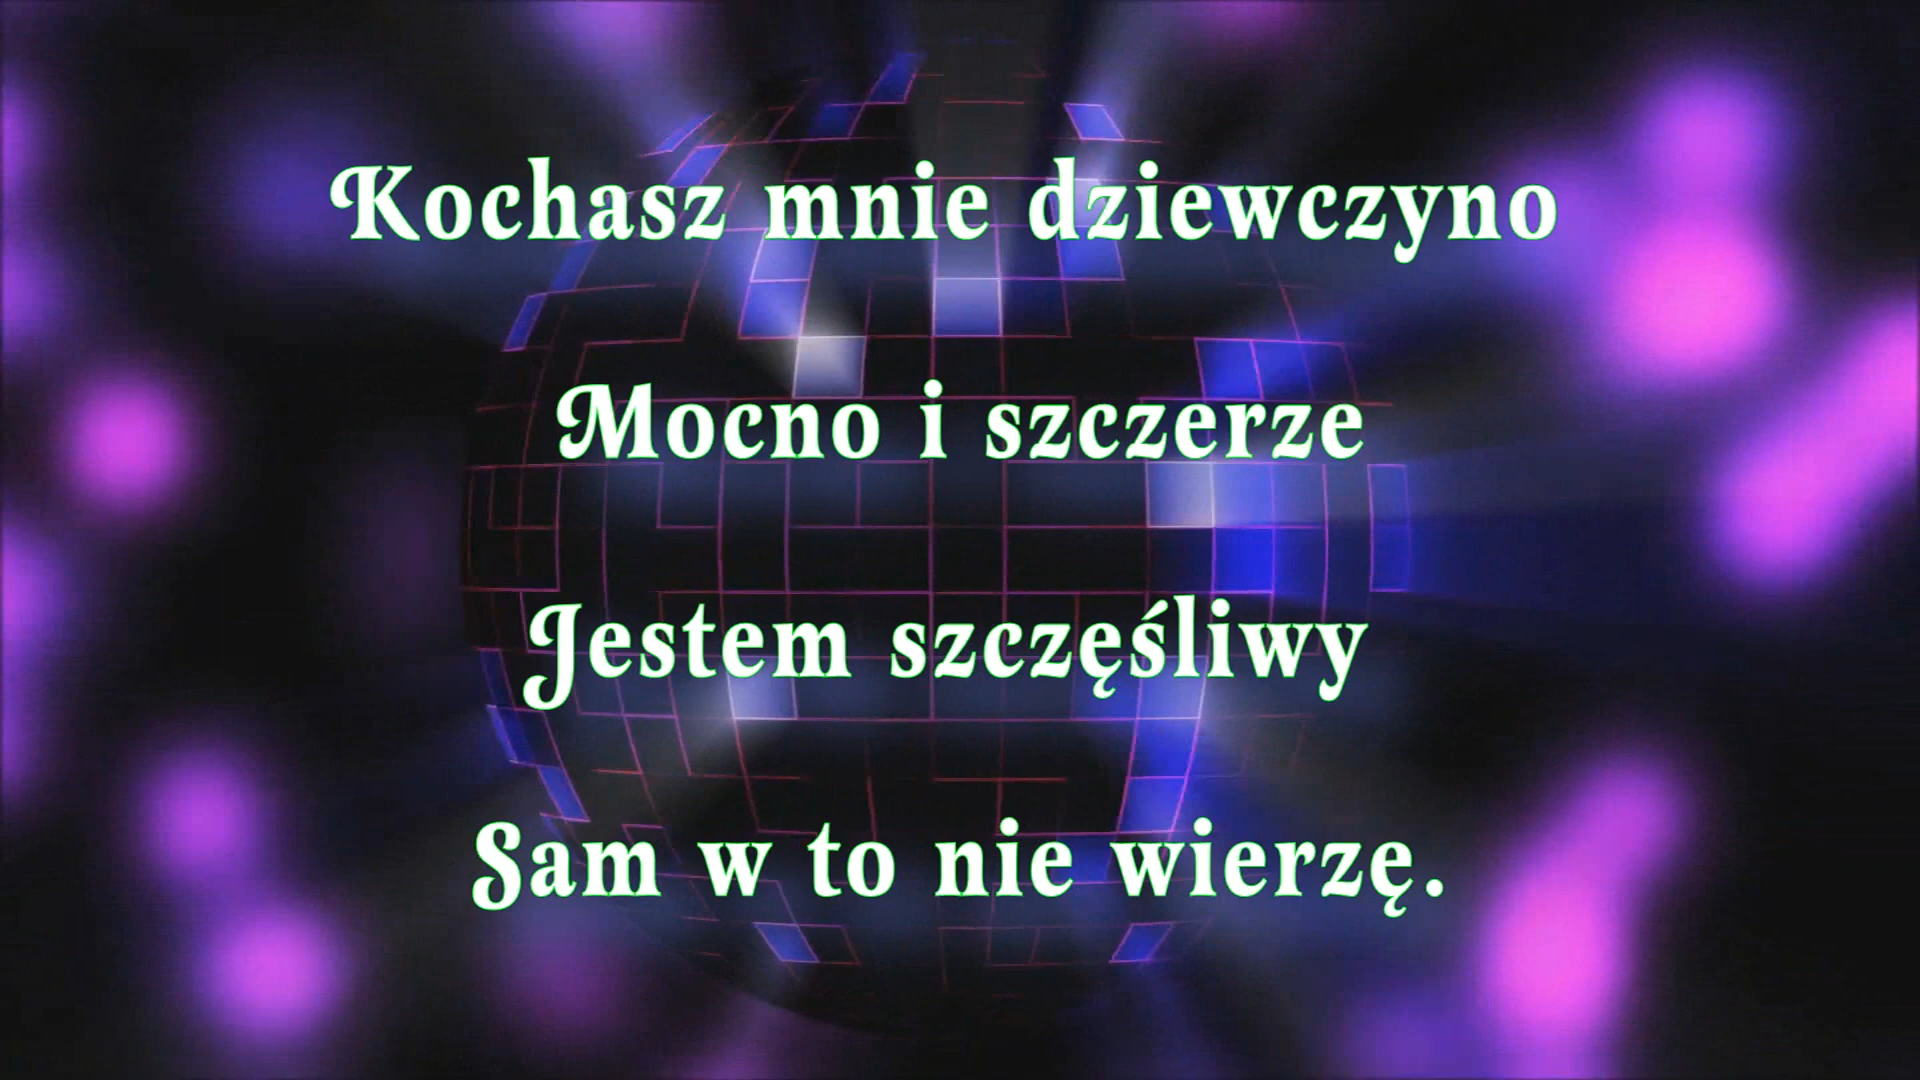 Kochasz mnie dziewczyno
Mocno i szczerze
Jestem szczęśliwy
Sam w to nie wierzę.